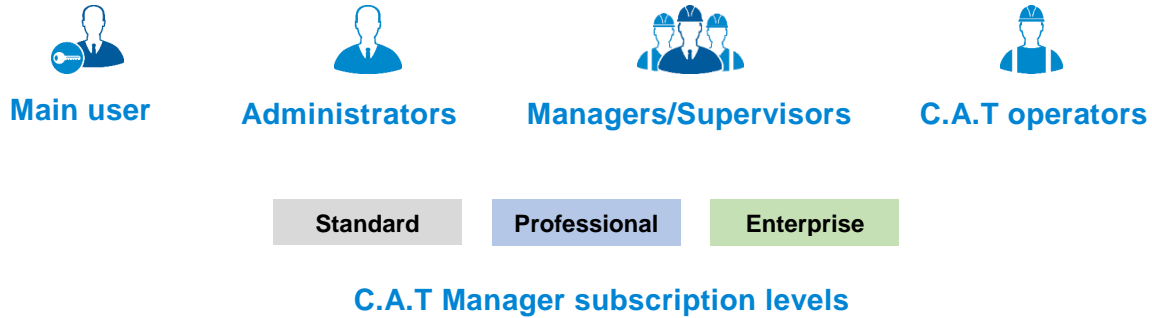 Main user
Administrators
Managers/Supervisors
C.A.T operators
Standard
Professional
Enterprise
C.A.T Manager subscription levels